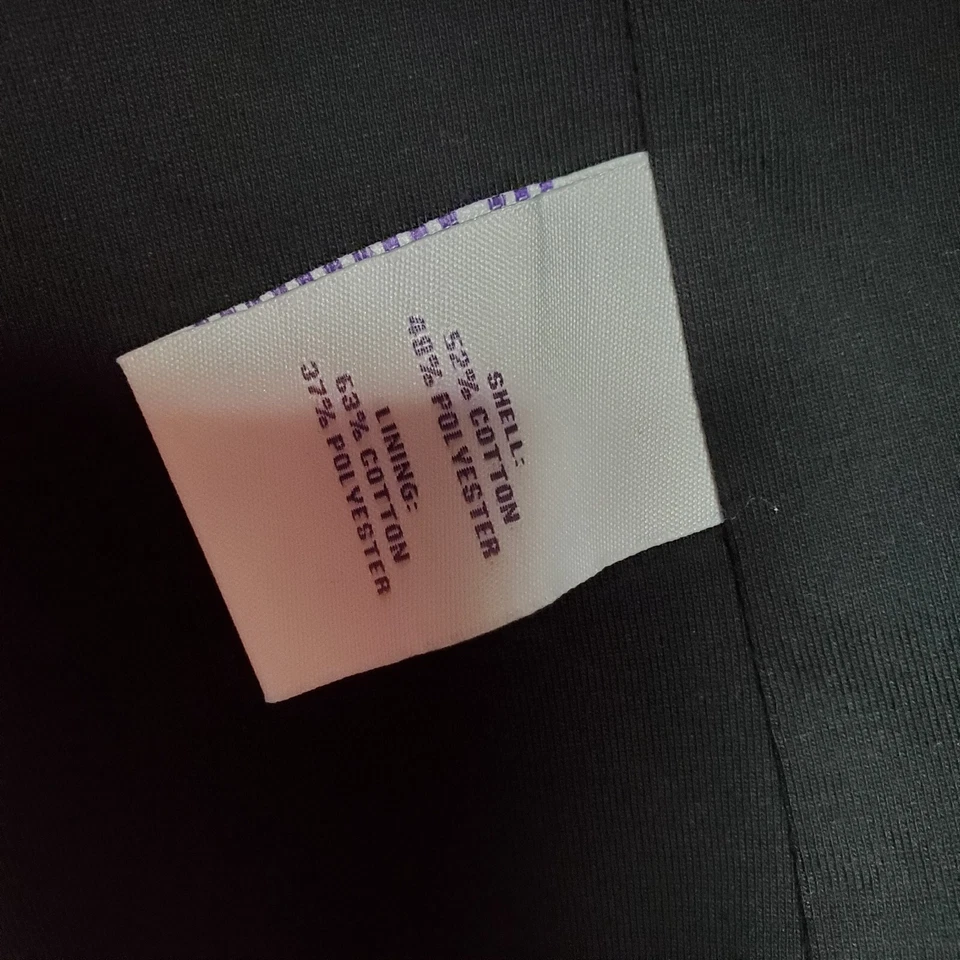 SHELL:
52% COTTON
48% POLYESTER
LINING:
63% COTTON
37% POLYESTER